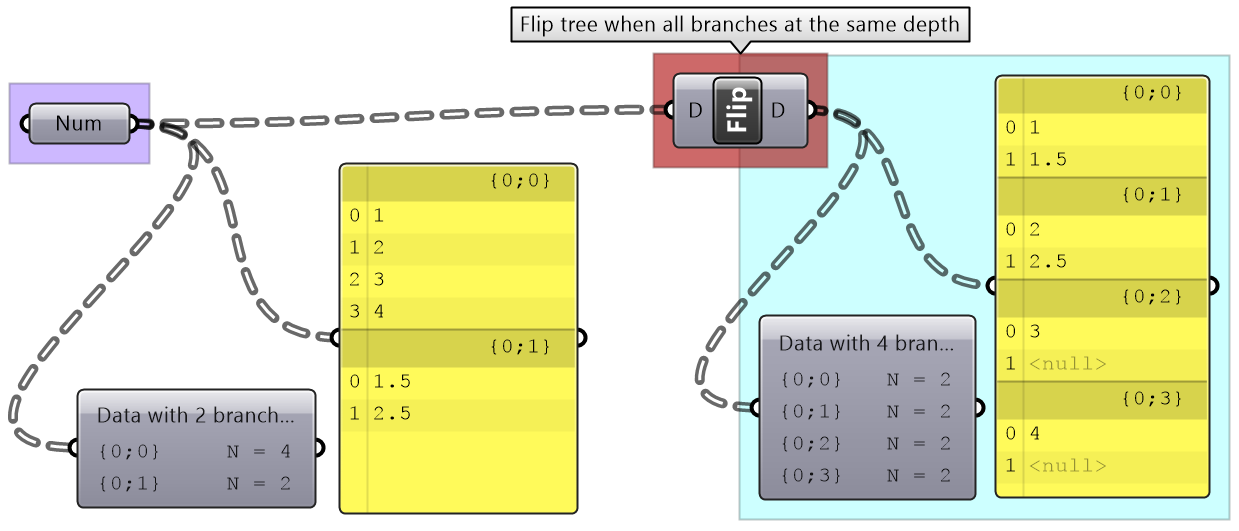 Flip tree when all branches at the same depth
Num
D Flip D
{0;0}
0 1
1 2
2 3
3 4
{0;1}
0 1.5
1 2.5
Data with 2 branch...
{0;0} N = 4
{0;1} N = 2
Data with 4 bran...
{0;0} N = 2
{0;1} N = 2
{0;2} N = 2
{0;3} N = 2
{0;0}
0 1
1 1.5
{0;1}
0 2
1 2.5
{0;2}
0 3
1 <null>
{0;3}
0 4
1 <null>